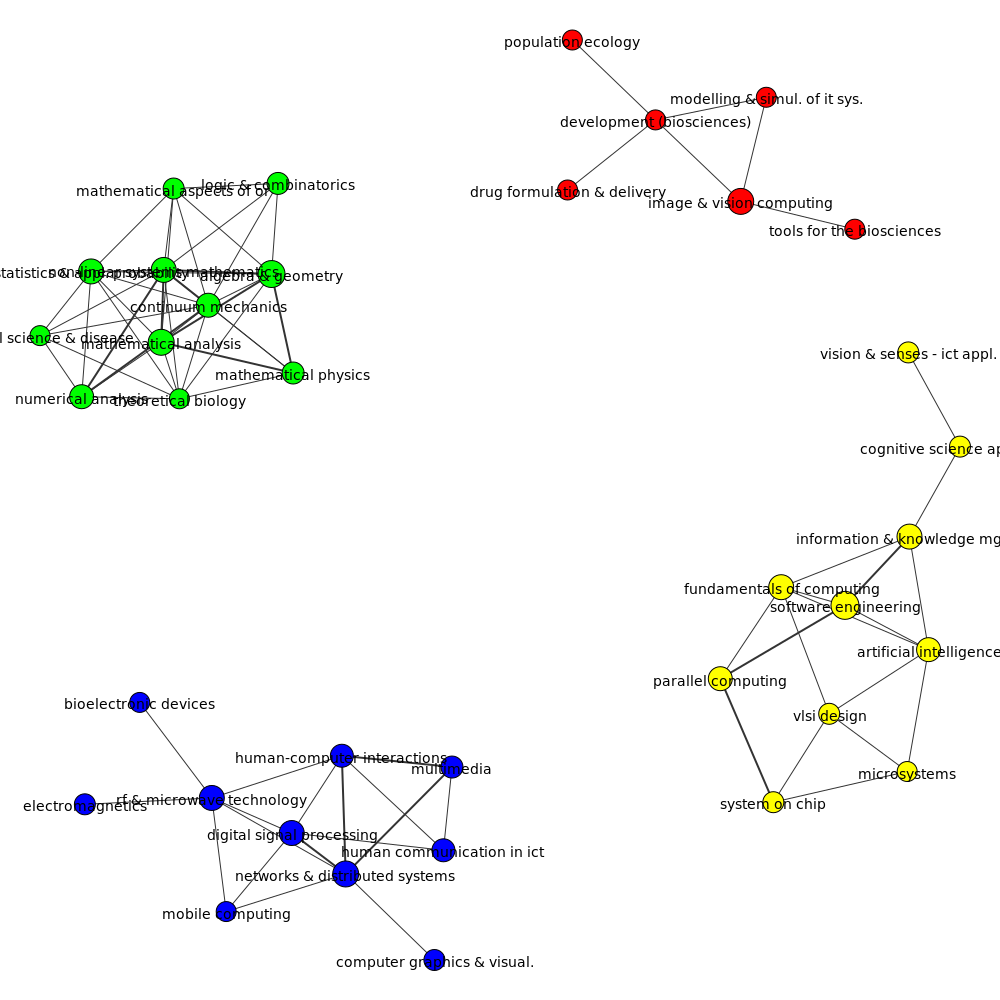 population ecology
modelling & simul. of it sys.
development (biosciences)
drug formulation & delivery
image & vision computing
tools for the biosciences
mathematical aspects of or
logic & combinatorics
statistics & app. probability
non-linear systems mathematics
algebra & geometry
continuum mechanics
l science & disease
mathematical analysis
mathematical physics
numerical analysis
theoretical biology
vision & senses - ict appl.
cognitive science ap
information & knowledge mg
fundamentals of computing
software engineering
artificial intelligence
parallel computing
vlsi design
microsystems
system on chip
bioelectronic devices
human-computer interactions
multimedia
rf & microwave technology
electromagnetics
digital signal processing
human communication in ict
networks & distributed systems
mobile computing
computer graphics & visual.